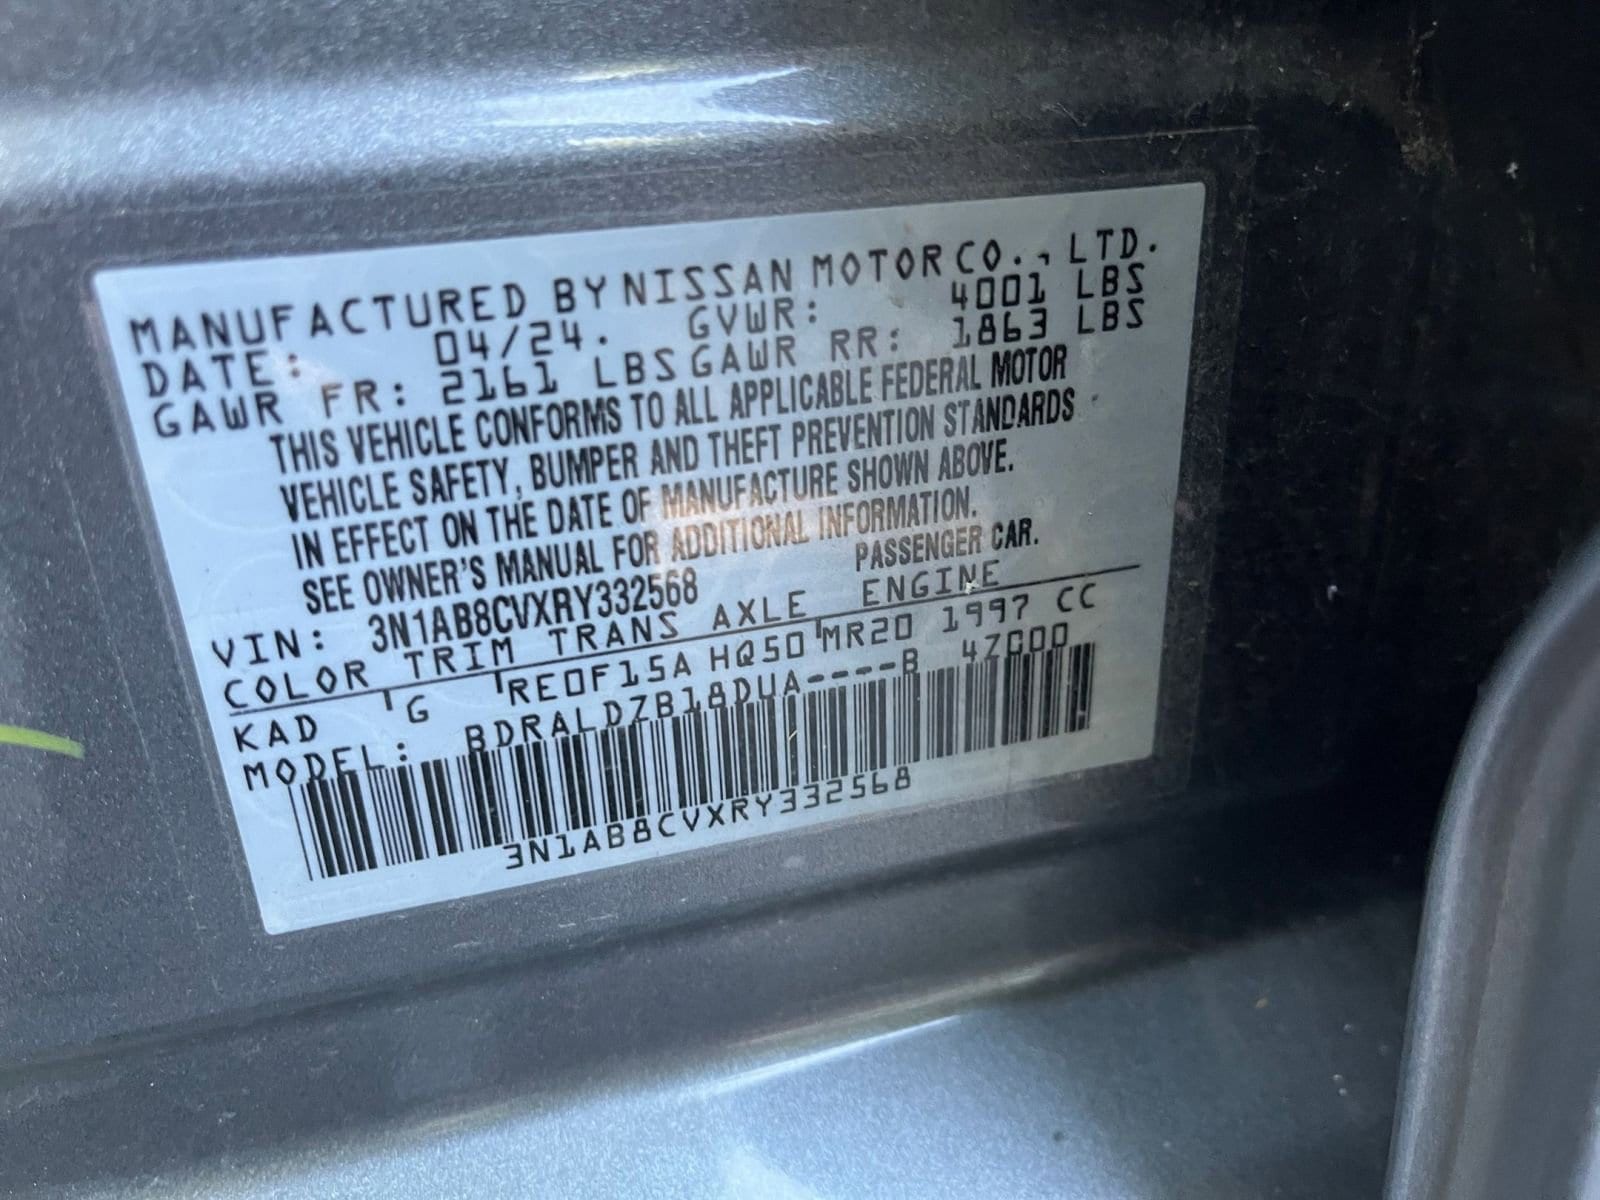 MANUFACTURED BY NISSAN MOTOR CO., LTD.
DATE: 04/24. GVWR: 4001 LBS
GAWR FR: 2161 LBS GAWR RR: 1863 LBS
THIS VEHICLE CONFORMS TO ALL APPLICABLE FEDERAL MOTOR
VEHICLE SAFETY, BUMPER AND THEFT PREVENTION STANDARDS
IN EFFECT ON THE DATE OF MANUFACTURE SHOWN ABOVE.
SEE OWNER'S MANUAL FOR ADDITIONAL INFORMATION.
VIN: 3N1AB8CVXRY332568 PASSENGER CAR.
COLOR TRIM TRANS AXLE ENGINE
KAD G RE0F15A HQ50 MR20 1997 CC
MODEL: BDRALDZB18DUA----B 4ZG00
3N1AB8CVXRY332568